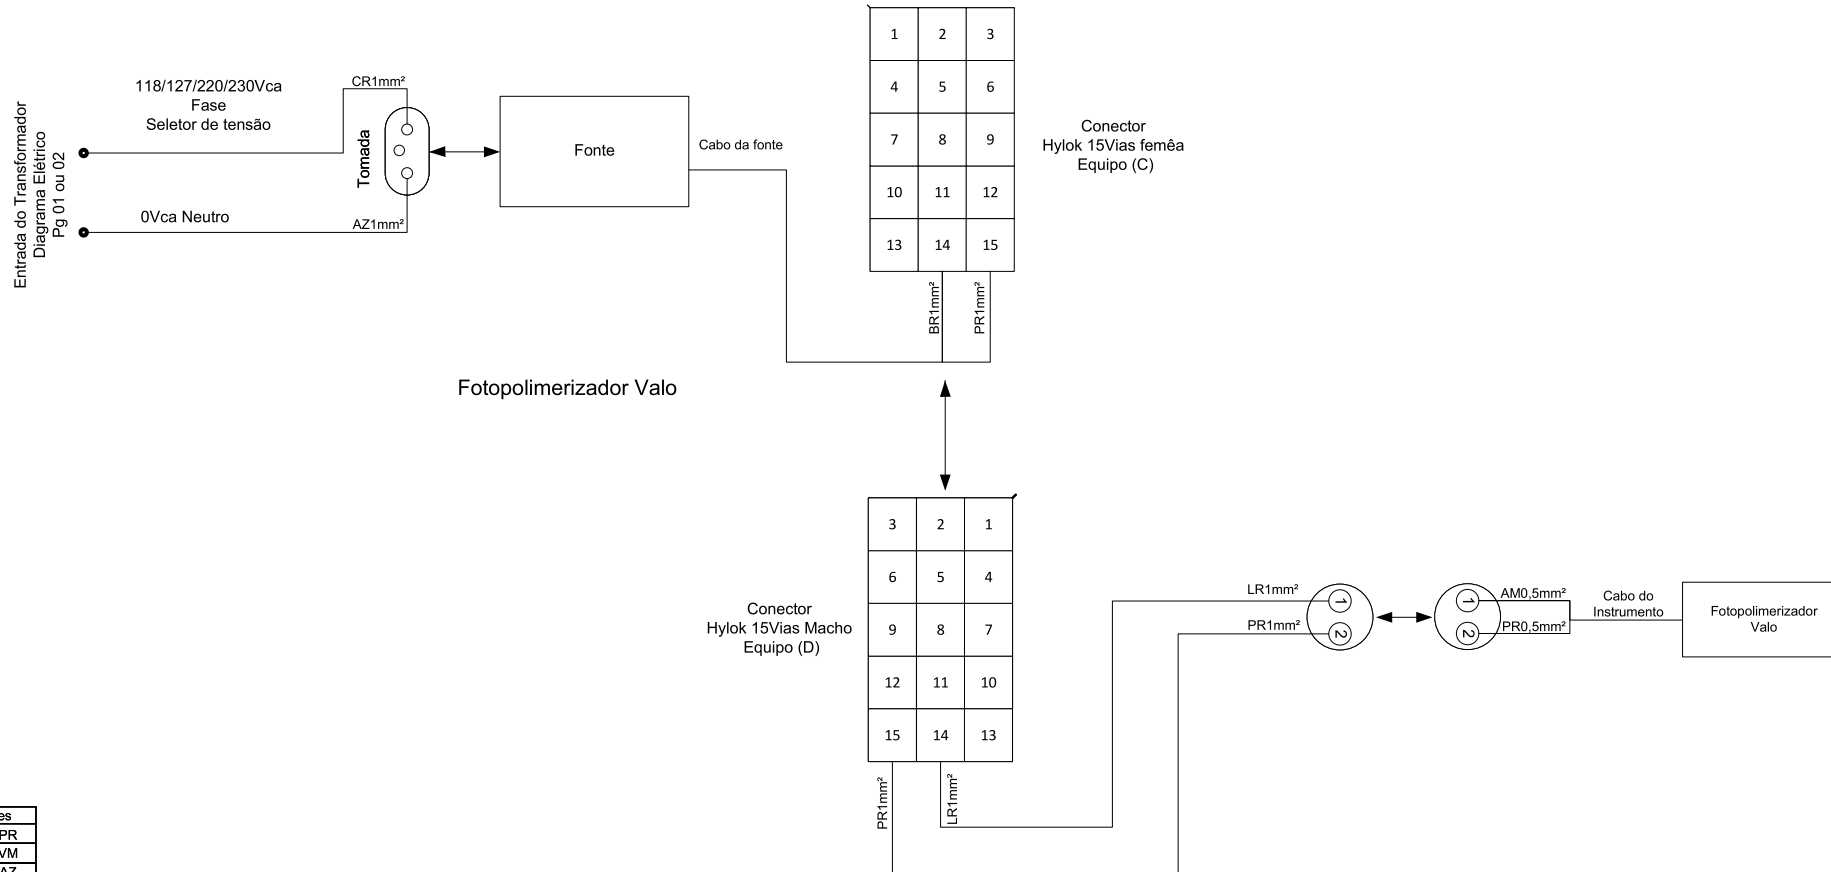 118/127/220/230Vca
Fase
Seletor de tensão
CR1mm²
Entrada do Transformador
Diagrama Elétrico
Pg 01 ou 02
0Vca Neutro
AZ1mm²
Tomada
Fonte
Cabo da fonte
1 2 3
4 5 6
7 8 9
10 11 12
13 14 15
Conector
Hylok 15Vias femêa
Equipo (C)
BR1mm²
PR1mm²
Fotopolimerizador Valo
3 2 1
6 5 4
9 8 7
12 11 10
15 14 13
Conector
Hylok 15Vias Macho
Equipo (D)
PR1mm²
LR1mm²
LR1mm²
PR1mm²
1
2
1
2
AM0,5mm²
PR0,5mm²
Cabo do
Instrumento
Fotopolimerizador
Valo
es
PR
VM
AZ